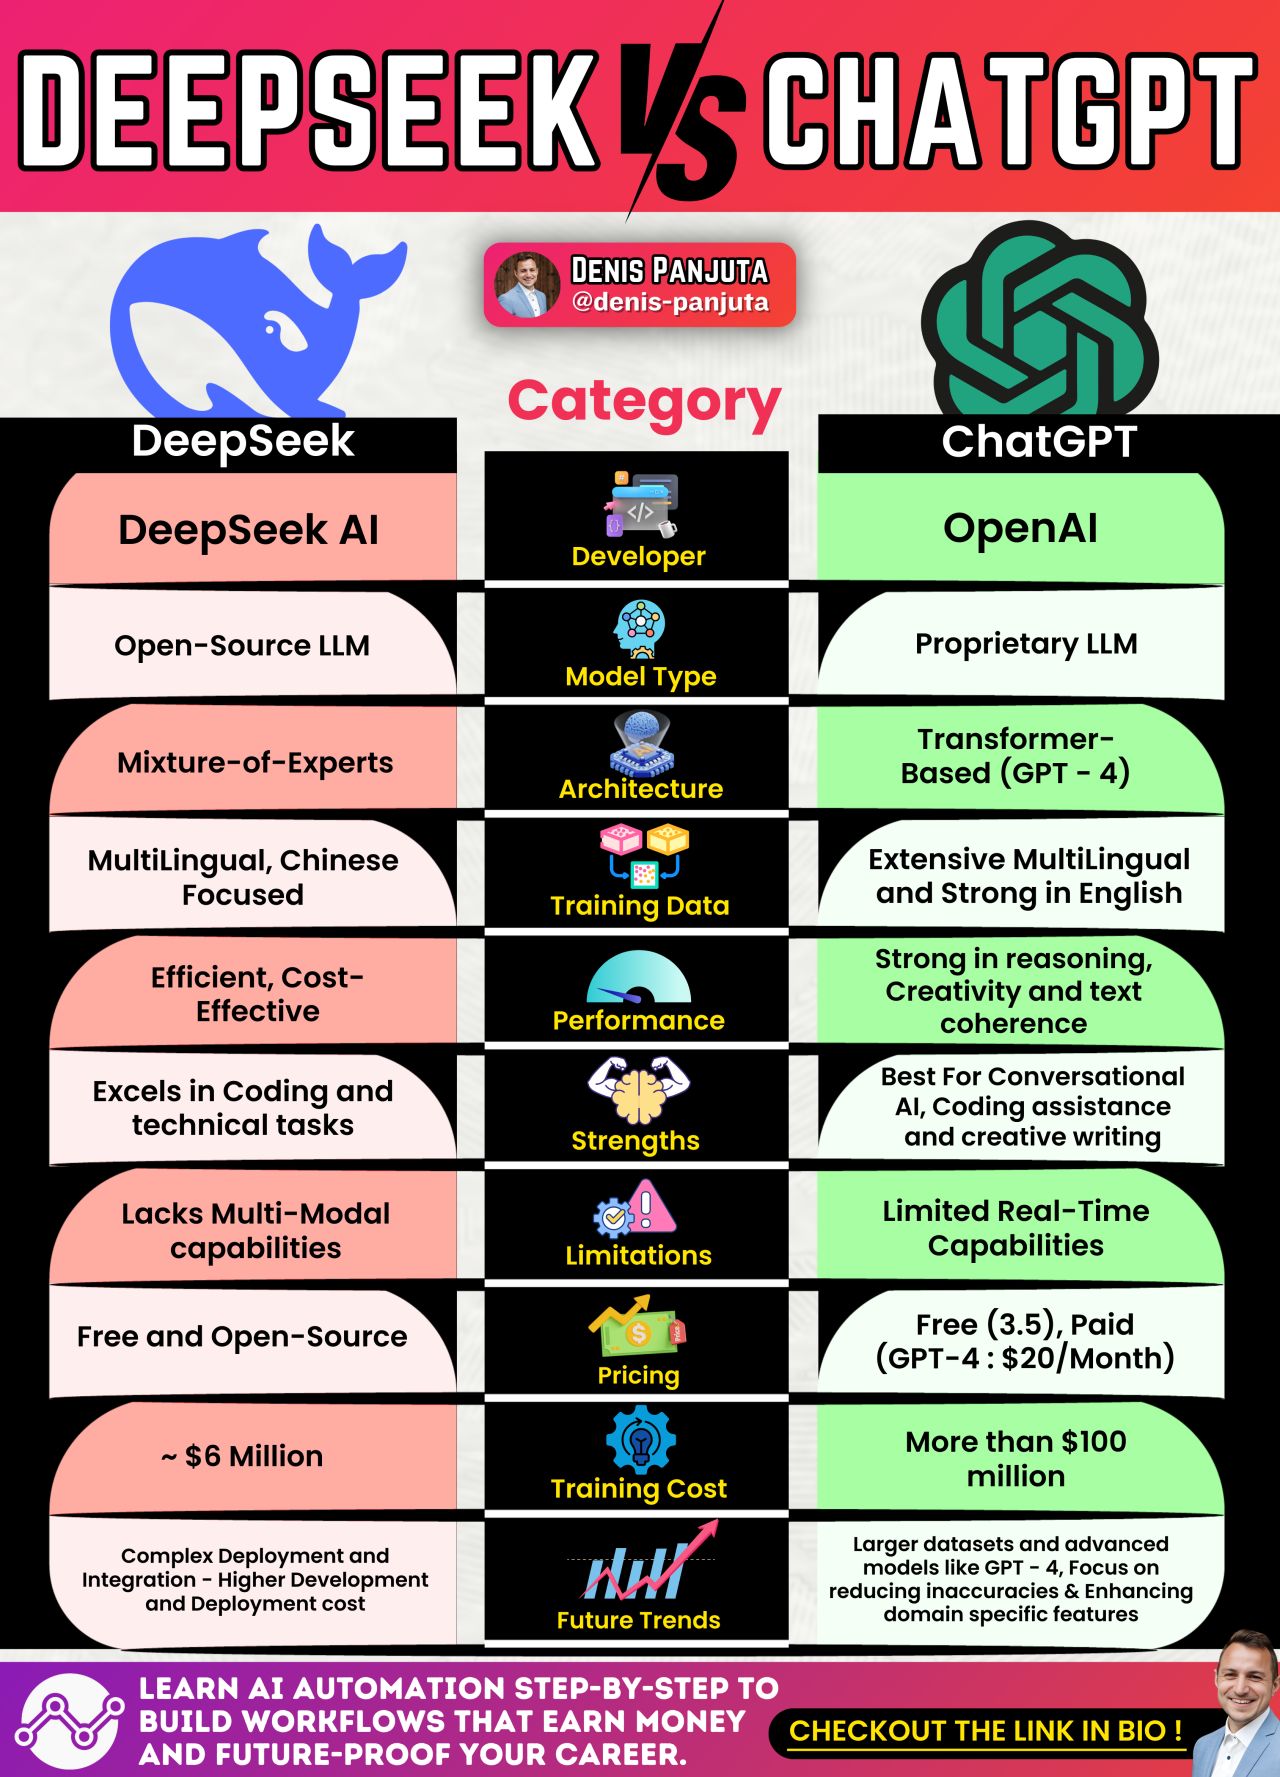 DEEPSEEK VS CHATGPT
DENIS PANJUTA
@denis-panjuta
Category
DeepSeek
ChatGPT
DeepSeek AI
Developer
OpenAI
Open-Source LLM
Model Type
Proprietary LLM
Mixture-of-Experts
Architecture
Transformer-
Based (GPT - 4)
MultiLingual, Chinese
Focused
Training Data
Extensive MultiLingual
and Strong in English
Efficient, Cost-
Effective
Performance
Strong in reasoning,
Creativity and text
coherence
Excels in Coding and
technical tasks
Strengths
Best For Conversational
AI, Coding assistance
and creative writing
Lacks Multi-Modal
capabilities
Limitations
Limited Real-Time
Capabilities
Free and Open-Source
Price
Pricing
Free (3.5), Paid
(GPT-4 : $20/Month)
~ $6 Million
Training Cost
More than $100
million
Complex Deployment and
Integration - Higher Development
and Deployment cost
Future Trends
Larger datasets and advanced
models like GPT - 4, Focus on
reducing inaccuracies & Enhancing
domain specific features
LEARN AI AUTOMATION STEP-BY-STEP TO
BUILD WORKFLOWS THAT EARN MONEY
AND FUTURE-PROOF YOUR CAREER.
CHECKOUT THE LINK IN BIO !